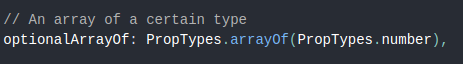 // An array of a certain type
optionalArrayOf: PropTypes.arrayOf(PropTypes.number),